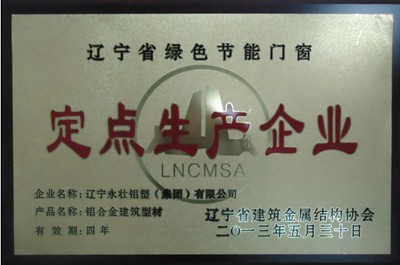 辽宁省绿色节能门窗
定点生产企业
LNCMSA
企业名称：辽宁永壮铝型（集团）有限公司
产品名称：铝合金建筑型材
有效期：四年
辽宁省建筑金属结构协会
二〇一三年五月三十日